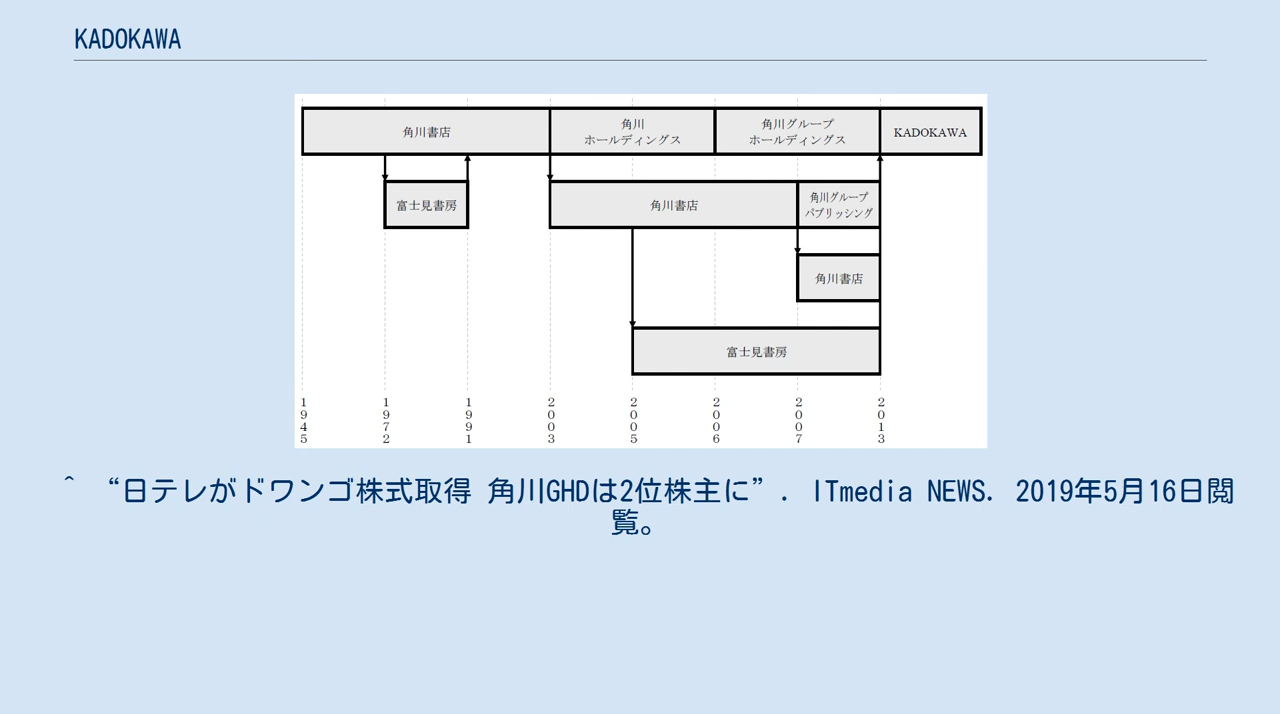 KADOKAWA
角川書店
角川
ホールディングス
角川グループ
ホールディングス
KADOKAWA
富士見書房
角川書店
角川グループ
パブリッシング
角川書店
富士見書房
1945
1972
1991
2003
2005
2006
2007
2013
^ “日テレがドワンゴ株式取得 角川GHDは2位株主に”. ITmedia NEWS. 2019年5月16日閲
覧。